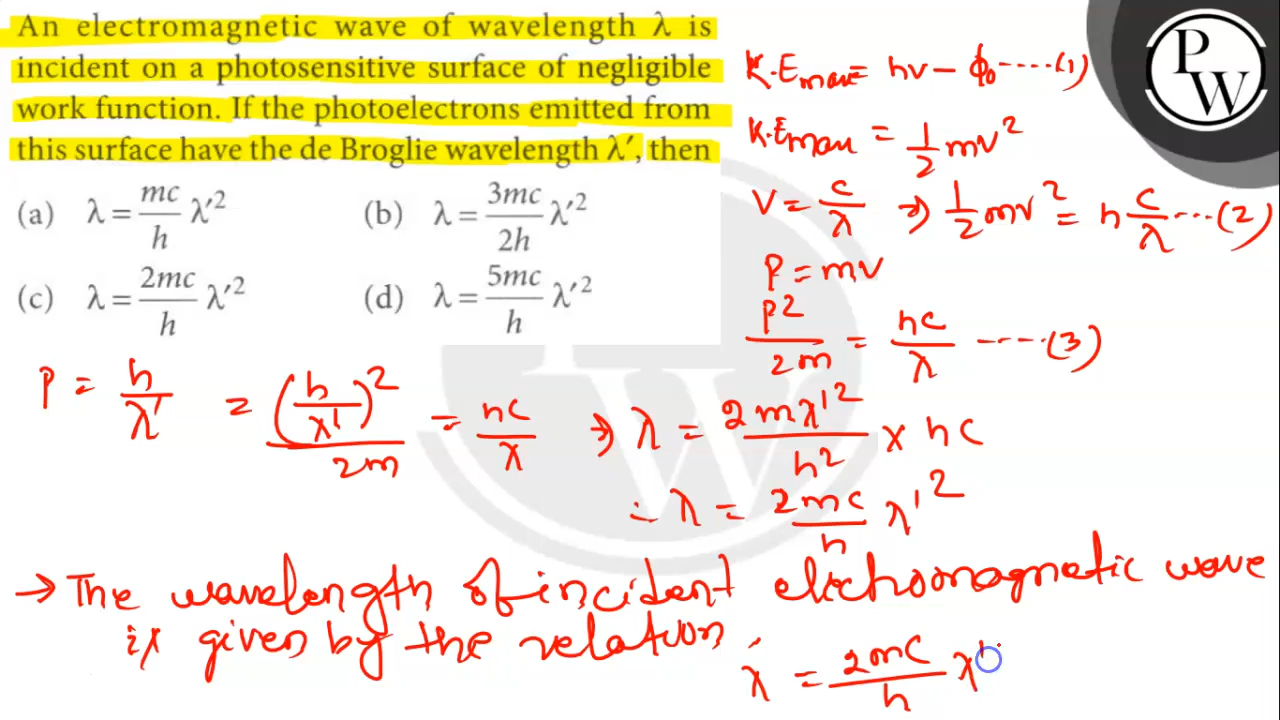 An electromagnetic wave of wavelength λ is
incident on a photosensitive surface of negligible
work function. If the photoelectrons emitted from
this surface have the de Broglie wavelength λ′, then
(a) λ = mc/h λ′² (b) λ = 3mc/2h λ′²
(c) λ = 2mc/h λ′² (d) λ = 5mc/h λ′²
PW
K.Emax = hν − ϕ₀ ----(1)
K.Emax = 1/2 mv²
ν = c/λ ⇒ 1/2 mv² = h c/λ ---(2)
P = mv
P²/2m = hc/λ ----(3)
P = h/λ' = (h/λ')²/2m = hc/λ ⇒ λ = 2mλ'²/h² × hc
= λ = 2mc/h λ'²
→ The wavelength of incident electromagnetic wave
is given by the relation
λ = 2mc/h λ'